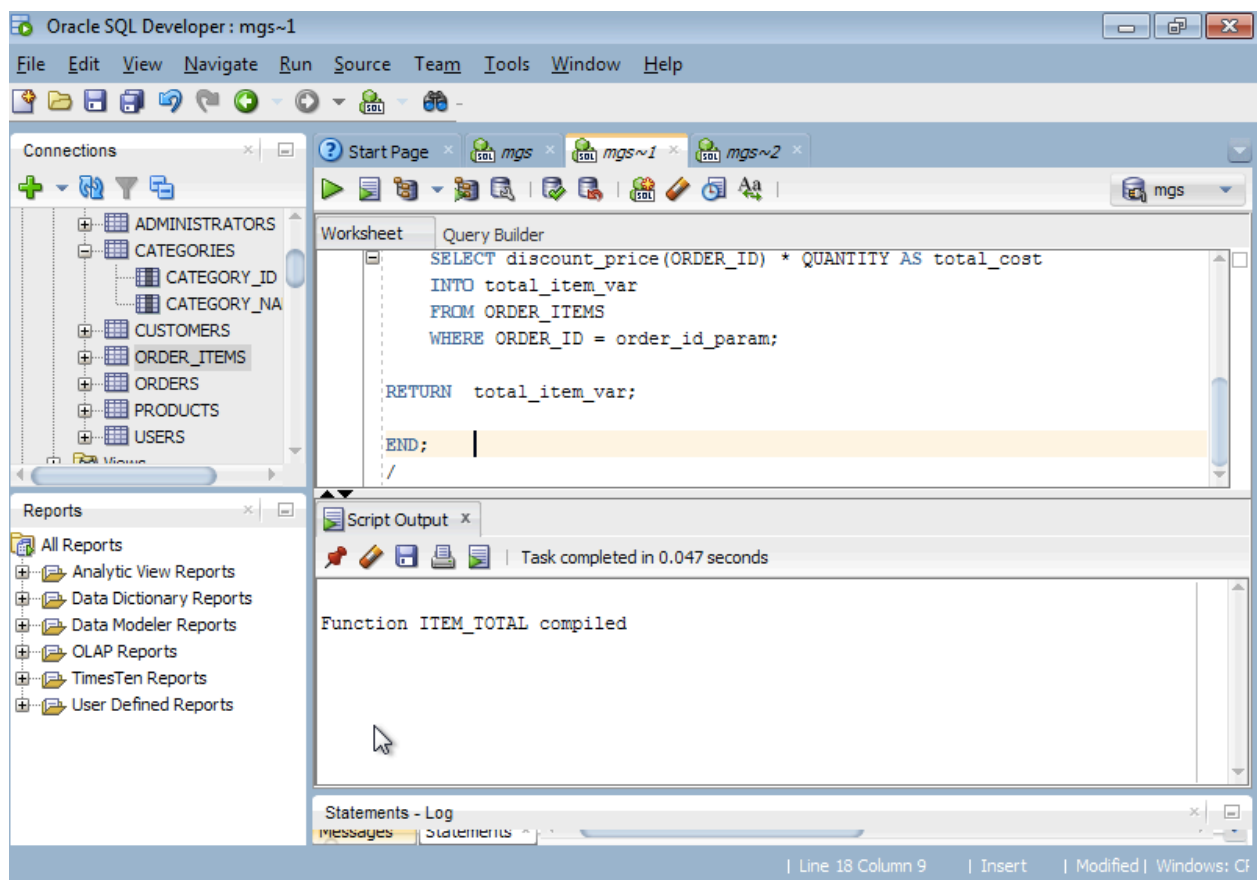 Oracle SQL Developer : mgs~1
File Edit View Navigate Run Source Team Tools Window Help
Connections
ADMINISTRATORS
CATEGORIES
CATEGORY_ID
CATEGORY_NA
CUSTOMERS
ORDER_ITEMS
ORDERS
PRODUCTS
USERS
Views
Reports
All Reports
Analytic View Reports
Data Dictionary Reports
Data Modeler Reports
OLAP Reports
TimesTen Reports
User Defined Reports
Start Page mgs mgs~1 mgs~2
mgs
Worksheet Query Builder
SELECT discount_price(ORDER_ID) * QUANTITY AS total_cost
INTO total_item_var
FROM ORDER_ITEMS
WHERE ORDER_ID = order_id_param;
RETURN total_item_var;
END;
/
Script Output
Task completed in 0.047 seconds
Function ITEM_TOTAL compiled
Statements - Log
Messages Statements
| Line 18 Column 9 | Insert | Modified | Windows: CF